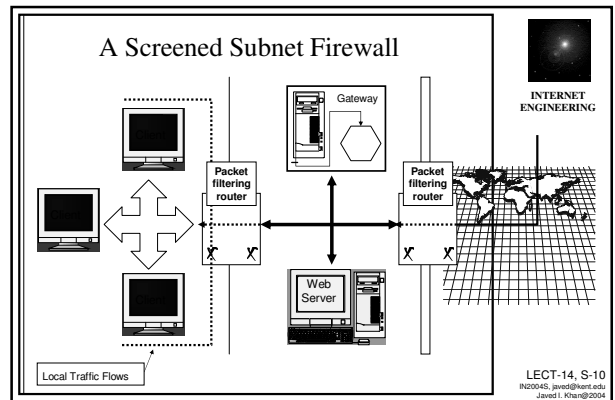 A Screened Subnet Firewall
INTERNET
ENGINEERING
Gateway
Packet
filtering
router
Packet
filtering
router
Web
Server
Local Traffic Flows
LECT-14, S-10
IN2004S, javed@kent.edu
Javed I. Khan@2004